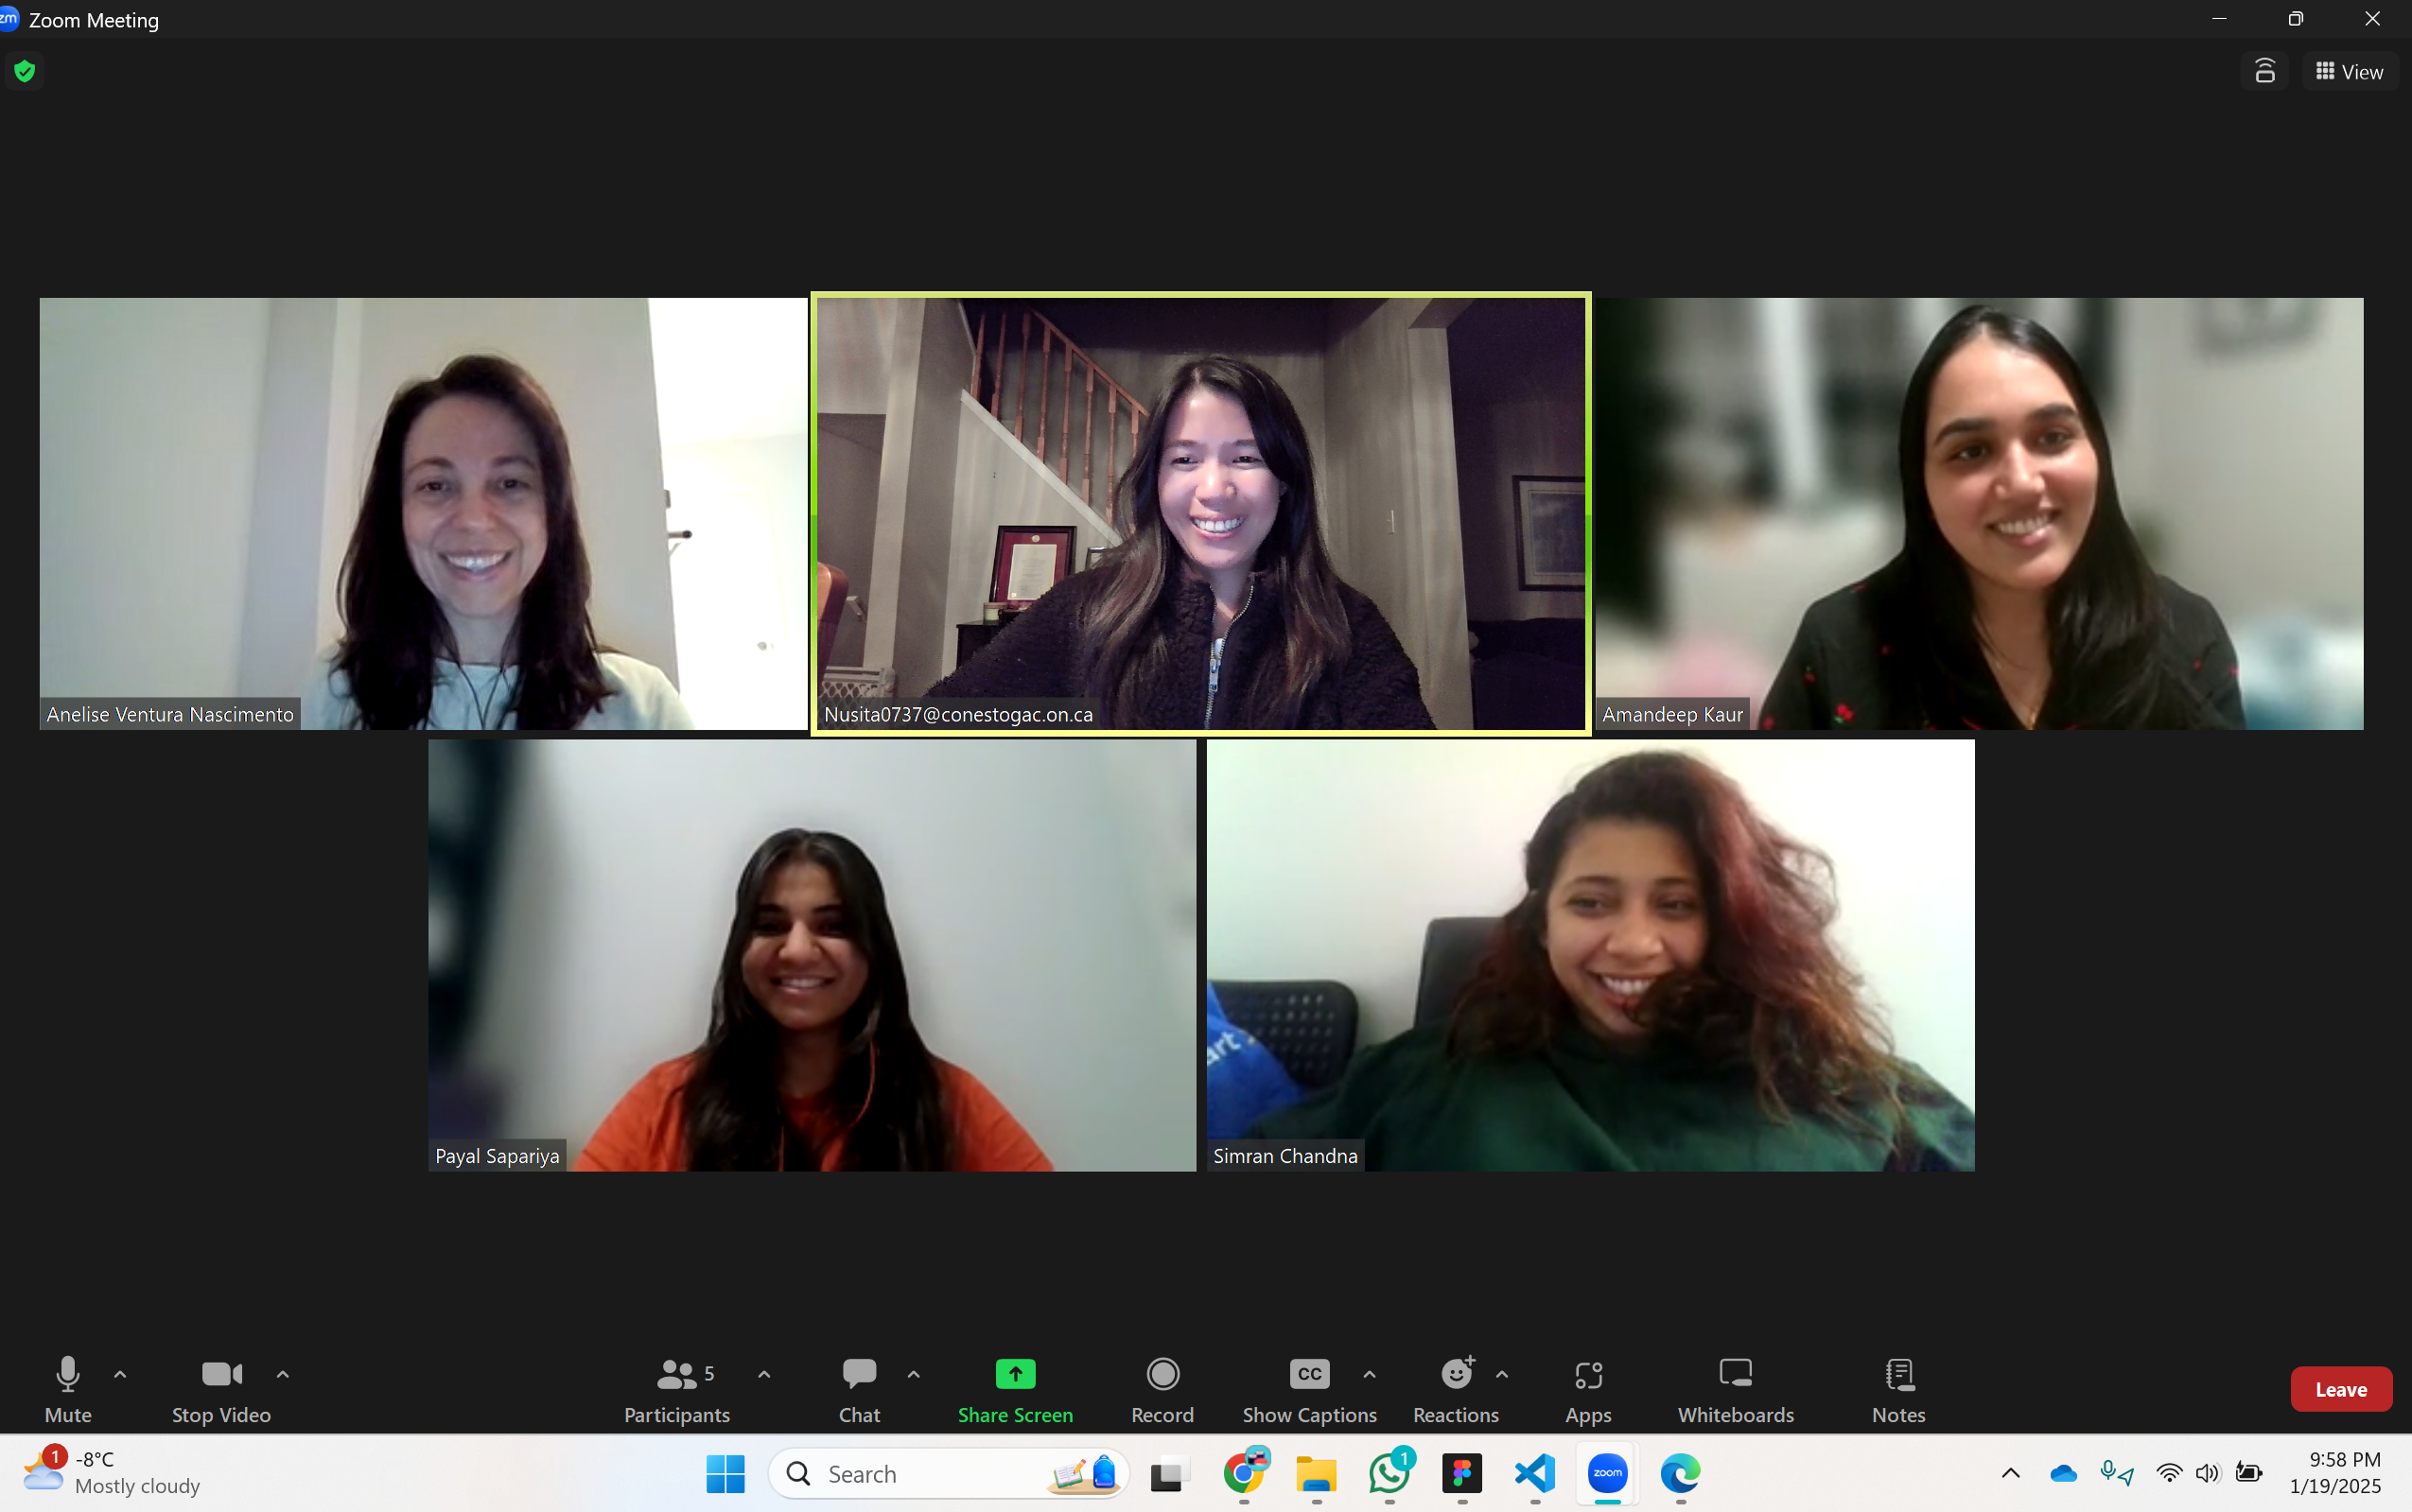 zm Zoom Meeting
View
Anelise Ventura Nascimento
Nusita0737@conestogac.on.ca
Amandeep Kaur
art
Payal Sapariya
Simran Chandna
5
CC
Mute
Stop Video
Participants
Chat
Share Screen
Record
Show Captions
Reactions
Apps
Whiteboards
Notes
Leave
1
-8°C
Mostly cloudy
Search
1
zoom
9:58 PM
1/19/2025